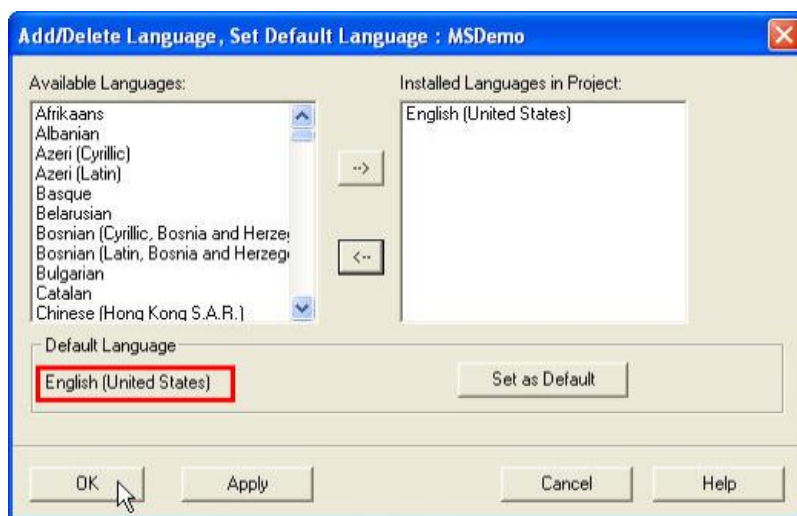 Add/Delete Language, Set Default Language : MSDemo
Available Languages:
Afrikaans
Albanian
Azeri (Cyrillic)
Azeri (Latin)
Basque
Belarusian
Bosnian (Cyrillic, Bosnia and Herze
Bosnian (Latin, Bosnia and Herzeg
Bulgarian
Catalan
Chinese (Hong Kong S.A.R.)
-->
<--
Installed Languages in Project:
English (United States)
Default Language
English (United States)
Set as Default
OK
Apply
Cancel
Help